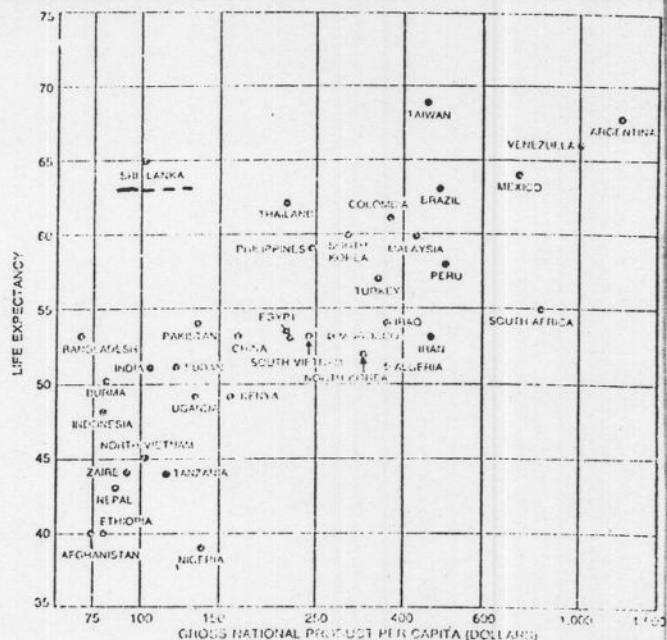 75
70
TAIWAN
ARGENTINA
VENEZUELA
65
SRI LANKA
MEXICO
COLOMBIA
BRAZIL
THAILAND
60
PHILIPPINES
SOUTH
KOREA
MALAYSIA
PERU
TURKEY
LIFE EXPECTANCY
55
EGYPT
IRAQ
SOUTH AFRICA
PAKISTAN
BANGLADESH
CHINA
MOROCCO
IRAN
SOUTH VIETNAM
INDIA
SUDAN
ALGERIA
NORTH KOREA
50
BURMA
UGANDA
KENYA
INDONESIA
NORTH VIETNAM
45
ZAIRE
TANZANIA
NEPAL
ETHIOPIA
40
AFGHANISTAN
NIGERIA
35
75 100 150 250 400 600 1.000
GROSS NATIONAL PRODUCT PER CAPITA (DOLLARS)